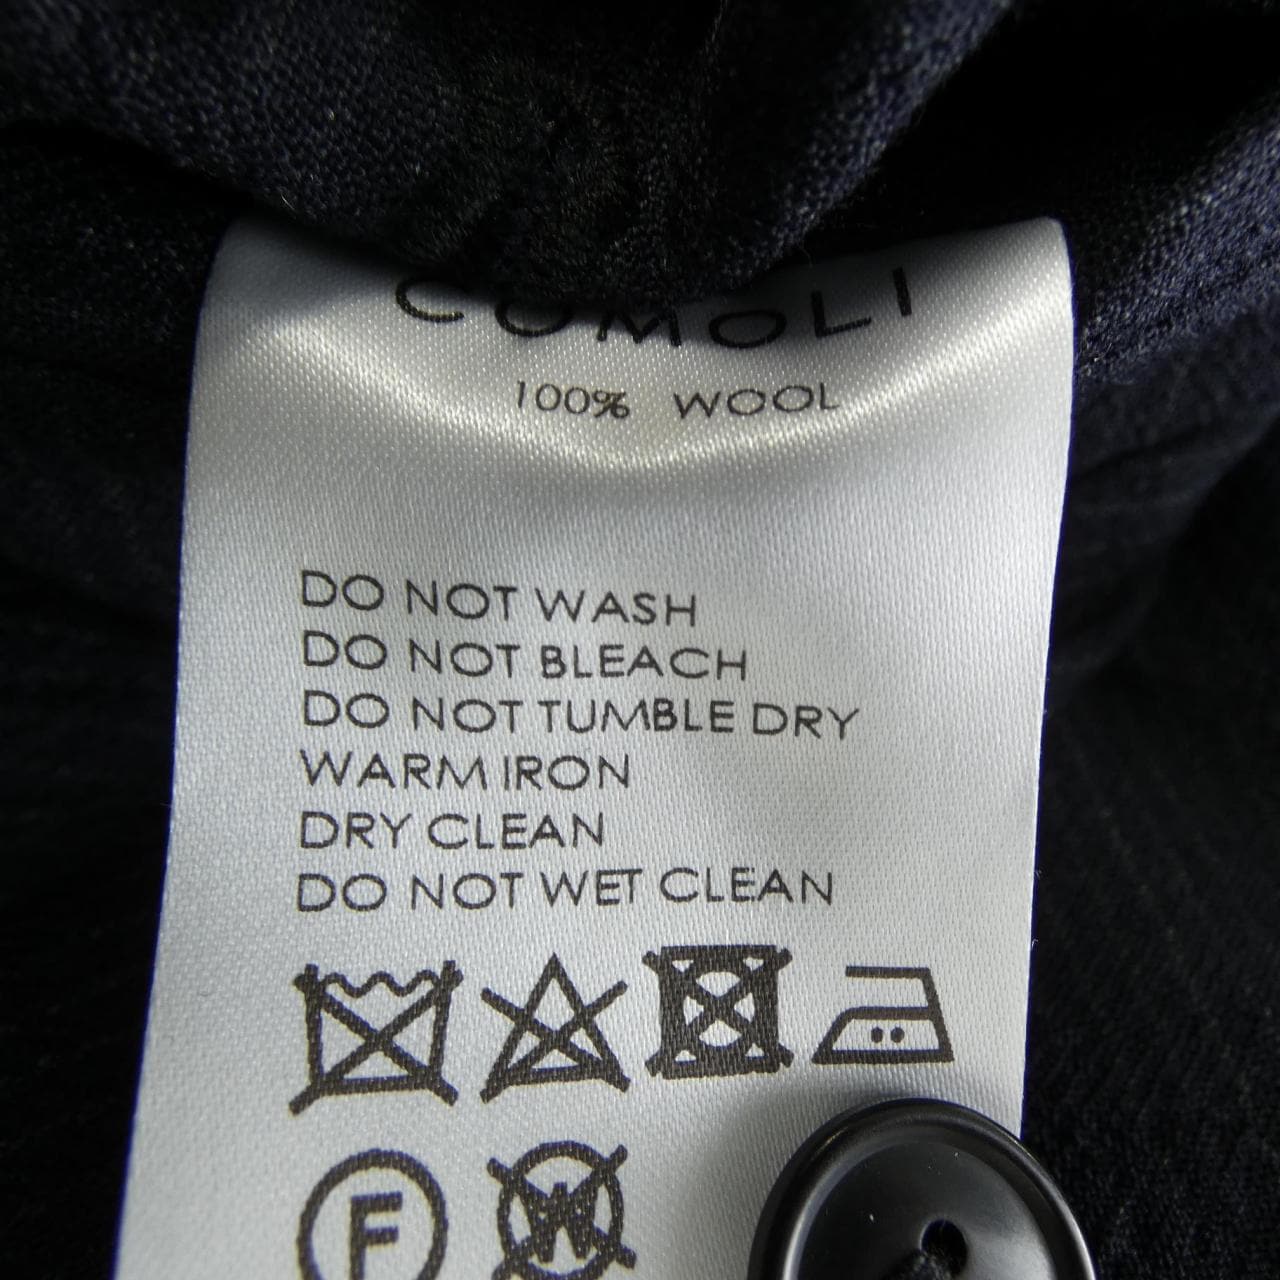 COMOLI
100% WOOL
DO NOT WASH
DO NOT BLEACH
DO NOT TUMBLE DRY
WARM IRON
DRY CLEAN
DO NOT WET CLEAN
F W